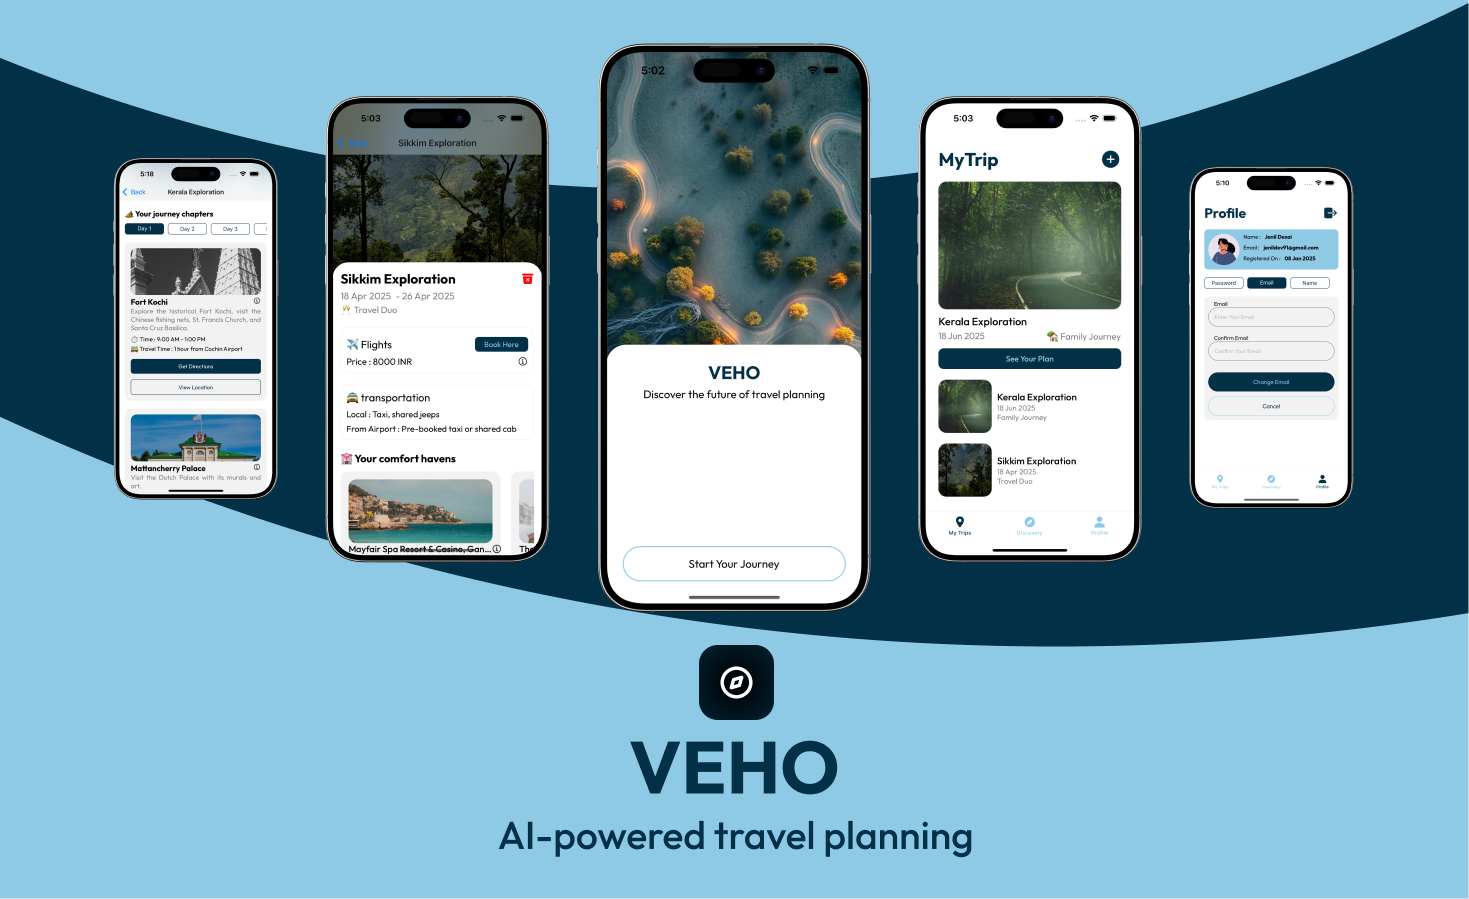 5:18
Back
Kerala Exploration
Your journey chapters
Day 1
Day 2
Day 3
Fort Kochi
Explore the historical Fort Kochi, visit the
Chinese fishing nets, St. Francis Church, and
Santa Cruz Basilica.
Time : 9:00 AM - 1:00 PM
Travel Time : 1 hour from Cochin Airport
Get Directions
View Location
Mattancherry Palace
Visit the Dutch Palace with its murals and
art.
5:03
Sikkim Exploration
Sikkim Exploration
18 Apr 2025 - 26 Apr 2025
Travel Duo
Flights
Book Here
Price : 8000 INR
transportation
Local : Taxi, shared jeeps
From Airport : Pre-booked taxi or shared cab
Your comfort havens
Mayfair Spa Resort & Casino, Gan...
The
5:02
VEHO
Discover the future of travel planning
Start Your Journey
5:03
MyTrip
Kerala Exploration
18 Jun 2025
Family Journey
See Your Plan
Kerala Exploration
18 Jun 2025
Family Journey
Sikkim Exploration
18 Apr 2025
Travel Duo
My Trips
Discovery
Profile
5:10
Profile
Name : Jenil Desai
Email : jenildev91@gmail.com
Registered On : 08 Jan 2025
Password
Email
Name
Email
Enter Your Email
Confirm Email
Confirm Your Email
Change Email
Cancel
My Trips
Discovery
Profile
VEHO
AI-powered travel planning